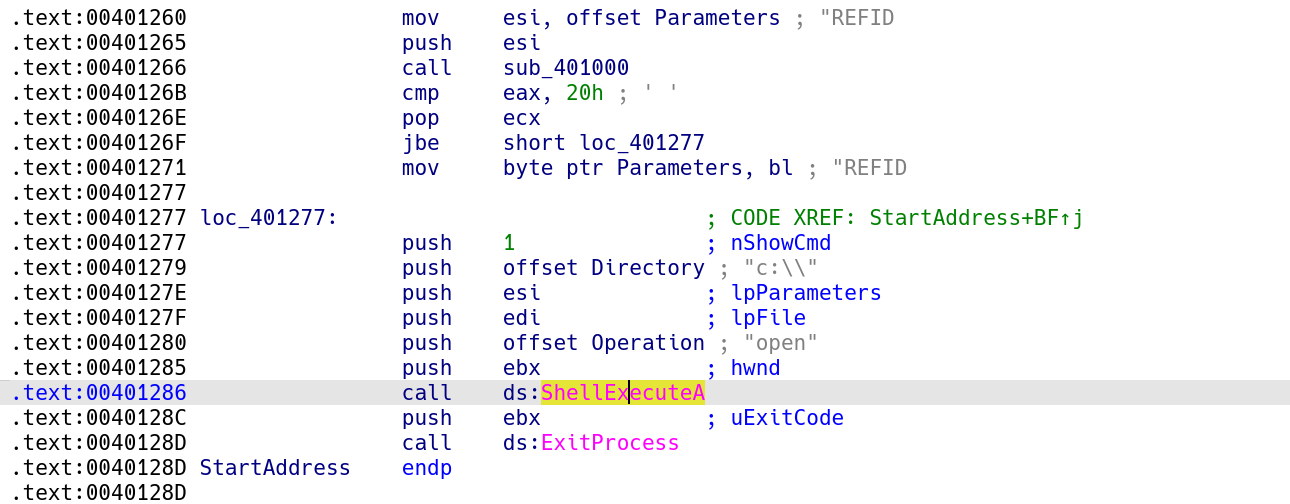 .text:00401260 mov esi, offset Parameters ; "REFID
.text:00401265 push esi
.text:00401266 call sub_401000
.text:0040126B cmp eax, 20h ; ' '
.text:0040126E pop ecx
.text:0040126F jbe short loc_401277
.text:00401271 mov byte ptr Parameters, bl ; "REFID
.text:00401277
.text:00401277 loc_401277: ; CODE XREF: StartAddress+BF↑j
.text:00401277 push 1 ; nShowCmd
.text:00401279 push offset Directory ; "c:\\"
.text:0040127E push esi ; lpParameters
.text:0040127F push edi ; lpFile
.text:00401280 push offset Operation ; "open"
.text:00401285 push ebx ; hwnd
.text:00401286 call ds:ShellExecuteA
.text:0040128C push ebx ; uExitCode
.text:0040128D call ds:ExitProcess
.text:0040128D StartAddress endp
.text:0040128D